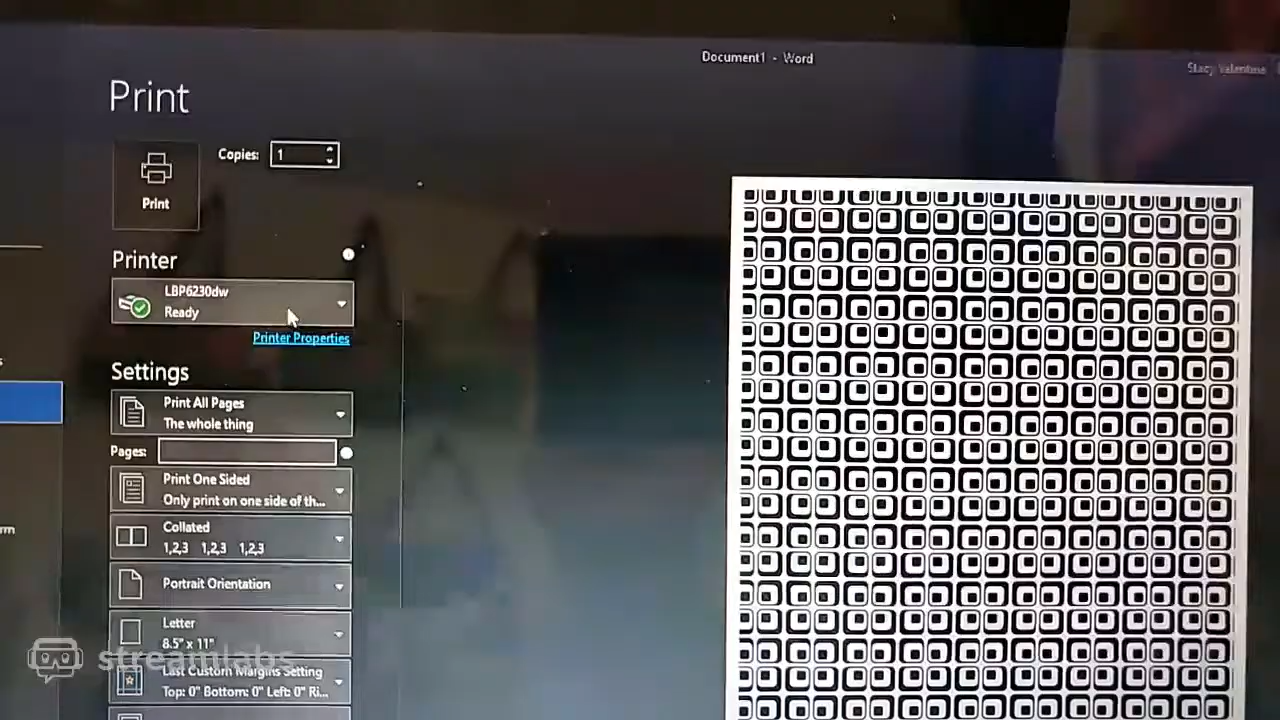 Document1 - Word
Stacy Valentine
Print
Copies: 1
Print
Printer
LBP6230dw
Ready
Printer Properties
Settings
Print All Pages
The whole thing
Pages:
Print One Sided
Only print on one side of th...
Collated
1,2,3 1,2,3 1,2,3
Portrait Orientation
Letter
8.5" x 11"
Last Custom Margins Setting
Top: 0" Bottom: 0" Left: 0" Ri...
rm
s
streamlabs